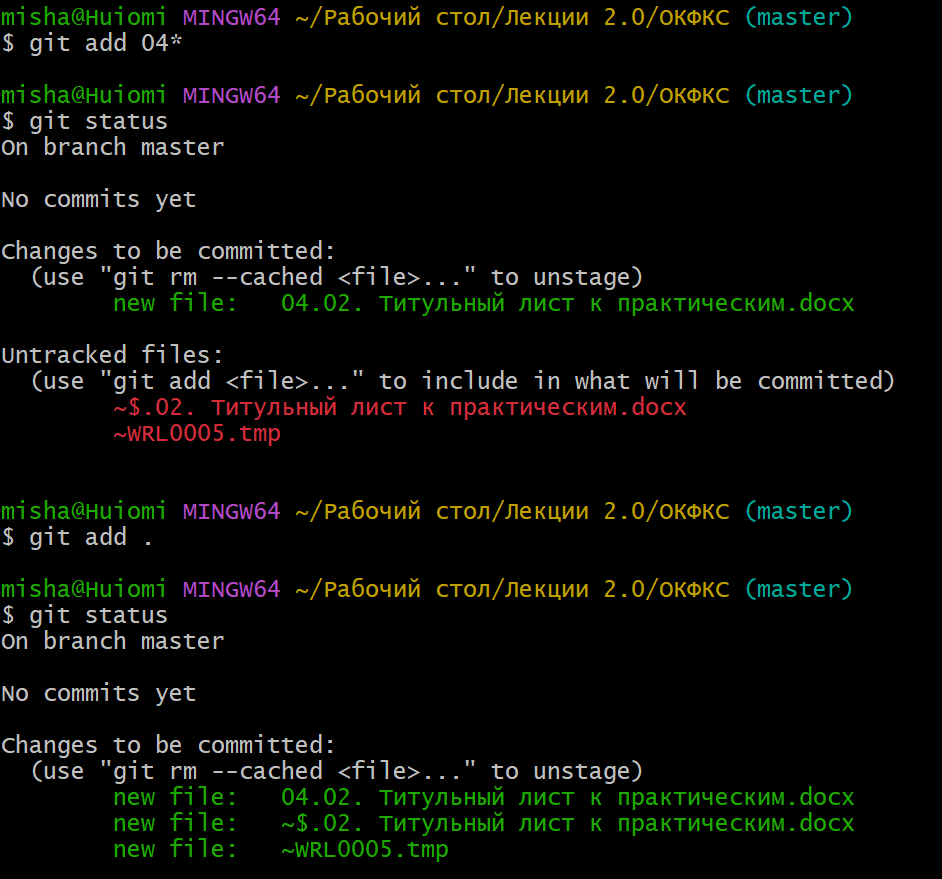 misha@Huiomi MINGW64 ~/Рабочий стол/Лекции 2.0/ОКФКС (master)
$ git add 04*
misha@Huiomi MINGW64 ~/Рабочий стол/Лекции 2.0/ОКФКС (master)
$ git status
On branch master
No commits yet
Changes to be committed:
  (use "git rm --cached <file>..." to unstage)
        new file:   04.02. Титульный лист к практическим.docx
Untracked files:
  (use "git add <file>..." to include in what will be committed)
        ~$.02. Титульный лист к практическим.docx
        ~WRL0005.tmp
misha@Huiomi MINGW64 ~/Рабочий стол/Лекции 2.0/ОКФКС (master)
$ git add .
misha@Huiomi MINGW64 ~/Рабочий стол/Лекции 2.0/ОКФКС (master)
$ git status
On branch master
No commits yet
Changes to be committed:
  (use "git rm --cached <file>..." to unstage)
        new file:   04.02. Титульный лист к практическим.docx
        new file:   ~$.02. Титульный лист к практическим.docx
        new file:   ~WRL0005.tmp